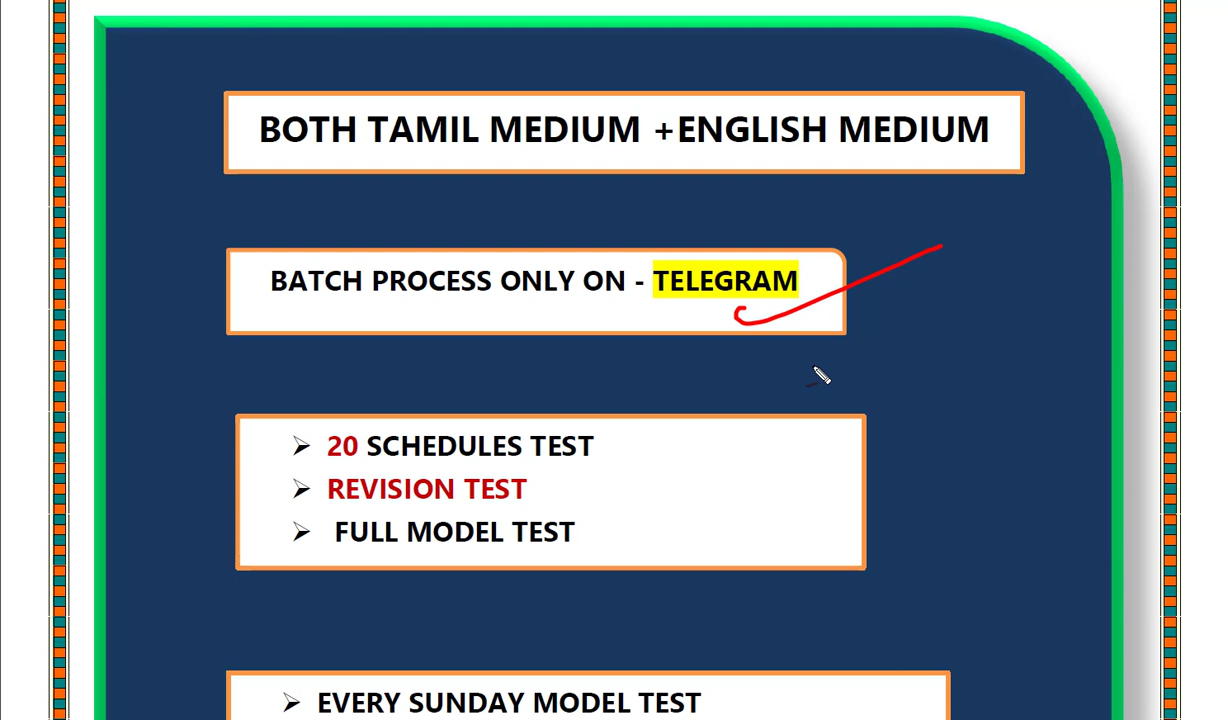 BOTH TAMIL MEDIUM +ENGLISH MEDIUM
BATCH PROCESS ONLY ON - TELEGRAM
➢ 20 SCHEDULES TEST
➢ REVISION TEST
➢ FULL MODEL TEST
➢ EVERY SUNDAY MODEL TEST